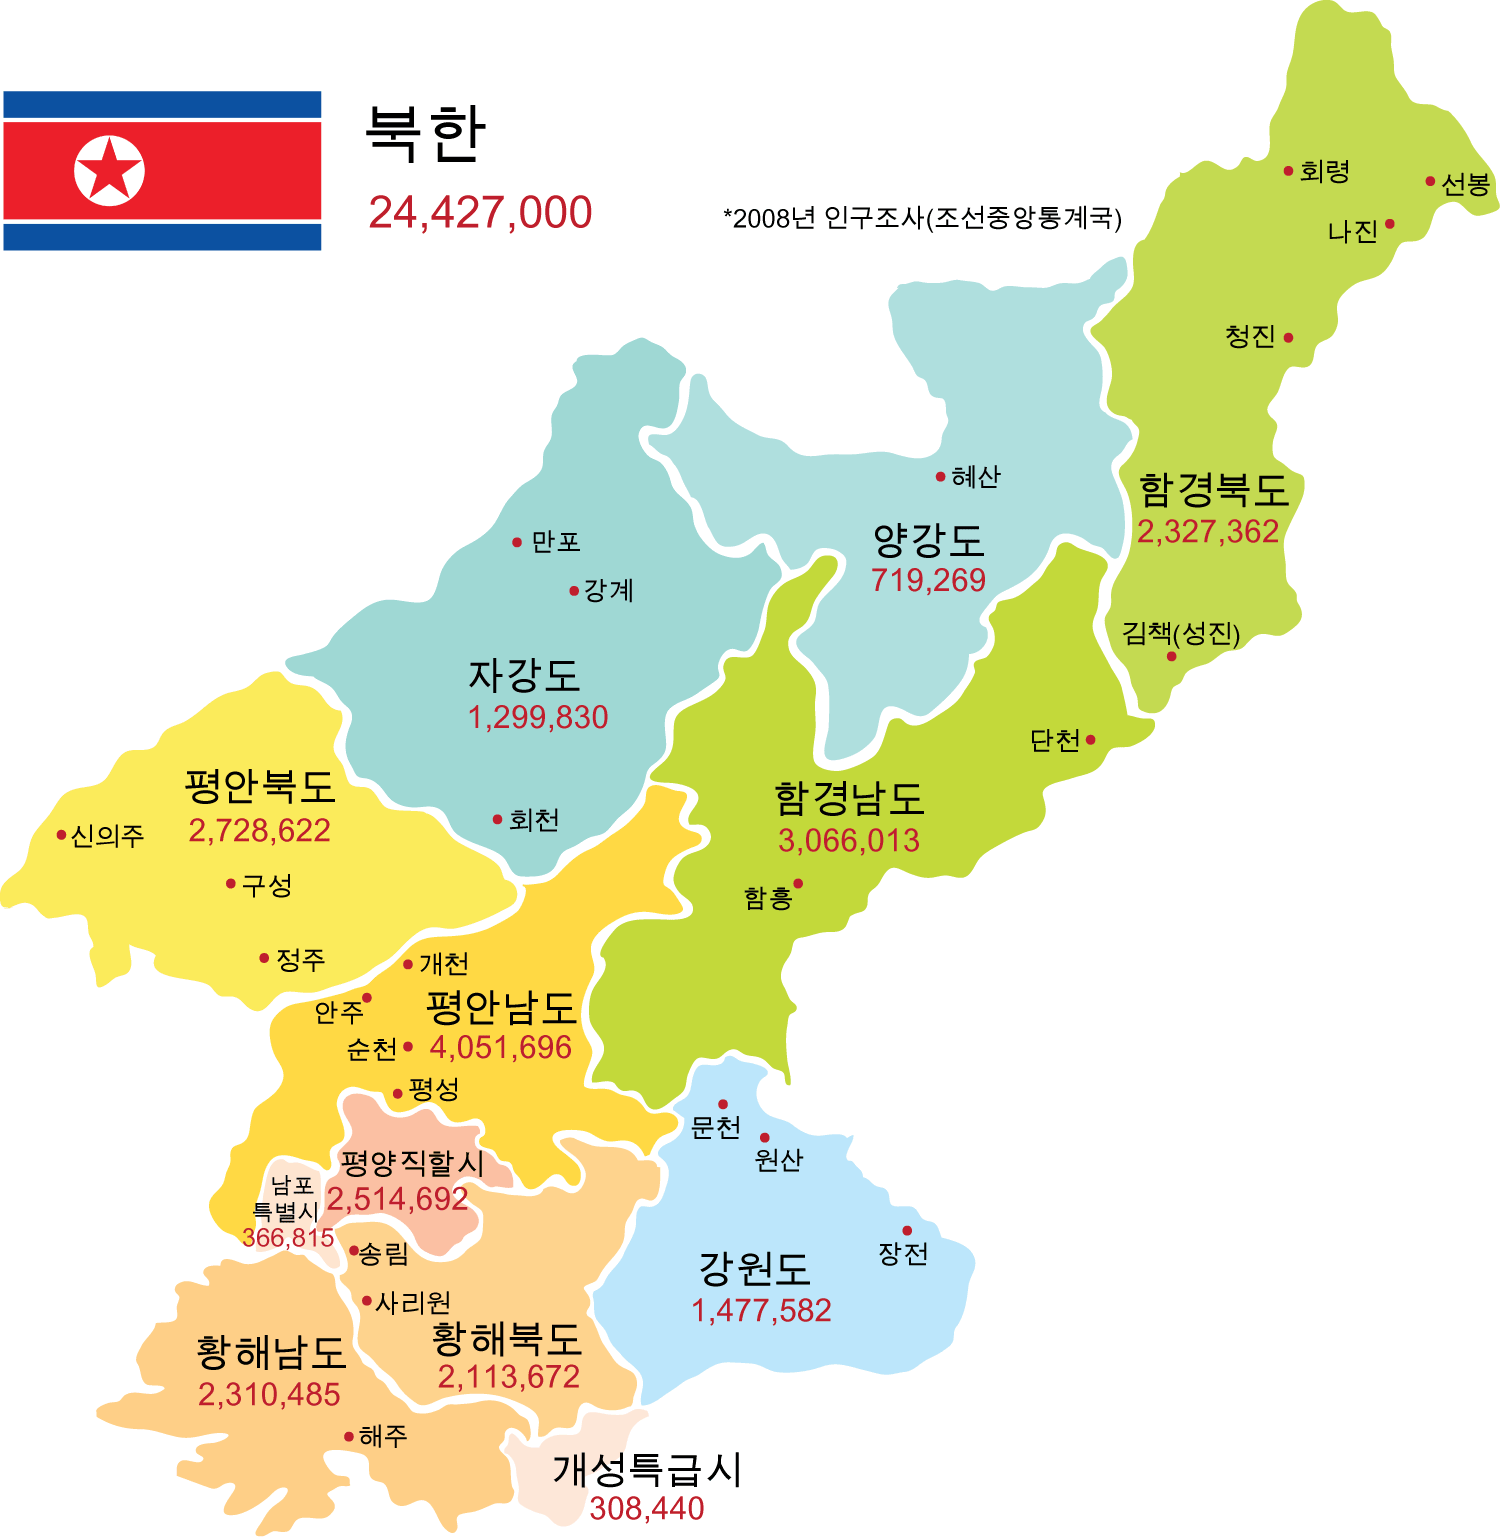 북한
24,427,000
*2008년 인구조사(조선중앙통계국)
회령
선봉
나진
청진
함경북도
2,327,362
김책(성진)
혜산
양강도
719,269
만포
강계
자강도
1,299,830
회천
단천
함경남도
3,066,013
함흥
평안북도
2,728,622
신의주
구성
정주
개천
안주
평안남도
4,051,696
순천
평성
평양직할시
2,514,692
남포
특별시
366,815
문천
원산
장전
강원도
1,477,582
송림
사리원
황해북도
2,113,672
황해남도
2,310,485
해주
개성특급시
308,440